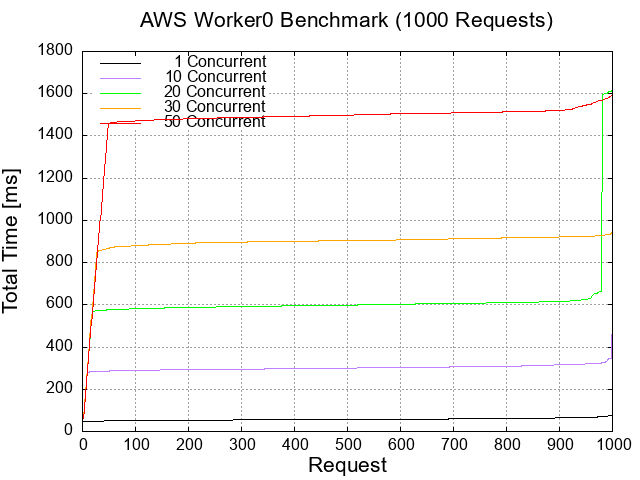 AWS Worker0 Benchmark (1000 Requests)
1800
1600
1400
1200
1000
800
600
400
200
0
Total Time [ms]
1 Concurrent
10 Concurrent
20 Concurrent
30 Concurrent
50 Concurrent
0 100 200 300 400 500 600 700 800 900 1000
Request